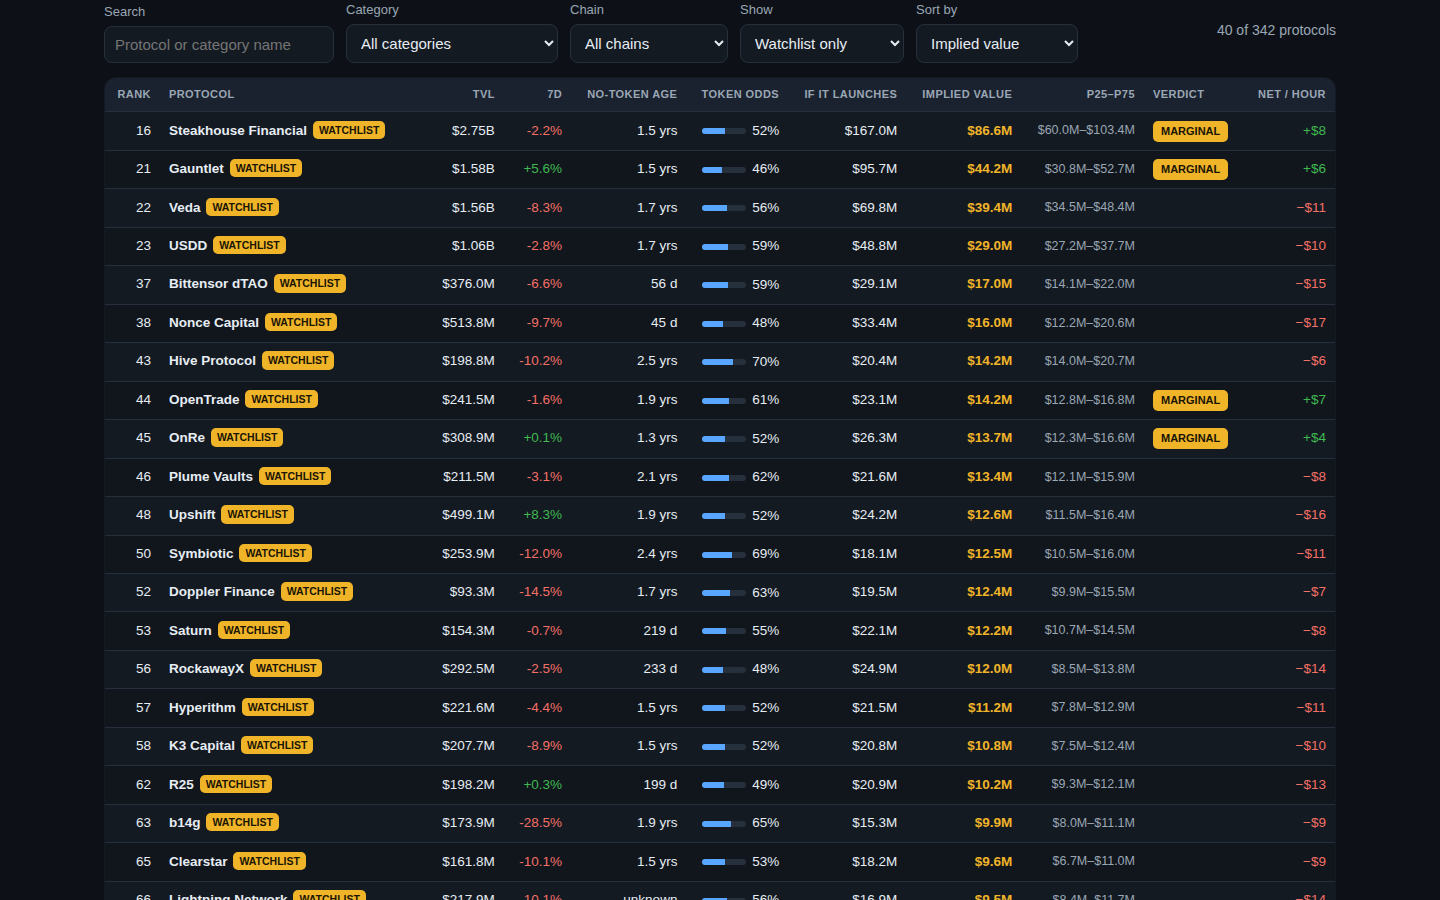 Search Category Chain Show Sort by
Protocol or category name All categories All chains Watchlist only Implied value 40 of 342 protocols
RANK PROTOCOL TVL 7D NO-TOKEN AGE TOKEN ODDS IF IT LAUNCHES IMPLIED VALUE P25–P75 VERDICT NET / HOUR
16 Steakhouse Financial WATCHLIST $2.75B -2.2% 1.5 yrs 52% $167.0M $86.6M $60.0M–$103.4M MARGINAL +$8
21 Gauntlet WATCHLIST $1.58B +5.6% 1.5 yrs 46% $95.7M $44.2M $30.8M–$52.7M MARGINAL +$6
22 Veda WATCHLIST $1.56B -8.3% 1.7 yrs 56% $69.8M $39.4M $34.5M–$48.4M −$11
23 USDD WATCHLIST $1.06B -2.8% 1.7 yrs 59% $48.8M $29.0M $27.2M–$37.7M −$10
37 Bittensor dTAO WATCHLIST $376.0M -6.6% 56 d 59% $29.1M $17.0M $14.1M–$22.0M −$15
38 Nonce Capital WATCHLIST $513.8M -9.7% 45 d 48% $33.4M $16.0M $12.2M–$20.6M −$17
43 Hive Protocol WATCHLIST $198.8M -10.2% 2.5 yrs 70% $20.4M $14.2M $14.0M–$20.7M −$6
44 OpenTrade WATCHLIST $241.5M -1.6% 1.9 yrs 61% $23.1M $14.2M $12.8M–$16.8M MARGINAL +$7
45 OnRe WATCHLIST $308.9M +0.1% 1.3 yrs 52% $26.3M $13.7M $12.3M–$16.6M MARGINAL +$4
46 Plume Vaults WATCHLIST $211.5M -3.1% 2.1 yrs 62% $21.6M $13.4M $12.1M–$15.9M −$8
48 Upshift WATCHLIST $499.1M +8.3% 1.9 yrs 52% $24.2M $12.6M $11.5M–$16.4M −$16
50 Symbiotic WATCHLIST $253.9M -12.0% 2.4 yrs 69% $18.1M $12.5M $10.5M–$16.0M −$11
52 Doppler Finance WATCHLIST $93.3M -14.5% 1.7 yrs 63% $19.5M $12.4M $9.9M–$15.5M −$7
53 Saturn WATCHLIST $154.3M -0.7% 219 d 55% $22.1M $12.2M $10.7M–$14.5M −$8
56 RockawayX WATCHLIST $292.5M -2.5% 233 d 48% $24.9M $12.0M $8.5M–$13.8M −$14
57 Hyperithm WATCHLIST $221.6M -4.4% 1.5 yrs 52% $21.5M $11.2M $7.8M–$12.9M −$11
58 K3 Capital WATCHLIST $207.7M -8.9% 1.5 yrs 52% $20.8M $10.8M $7.5M–$12.4M −$10
62 R25 WATCHLIST $198.2M +0.3% 199 d 49% $20.9M $10.2M $9.3M–$12.1M −$13
63 b14g WATCHLIST $173.9M -28.5% 1.9 yrs 65% $15.3M $9.9M $8.0M–$11.1M −$9
65 Clearstar WATCHLIST $161.8M -10.1% 1.5 yrs 53% $18.2M $9.6M $6.7M–$11.0M −$9
66 Lightning Network WATCHLIST $217.9M -10.1% unknown 56% $16.9M $9.5M $8.4M–$11.7M −$14